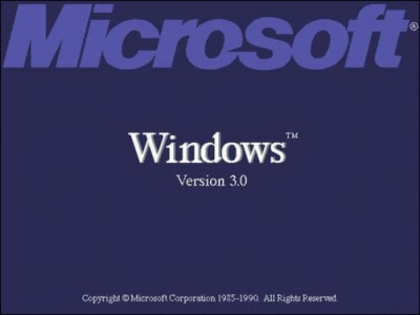 Microsoft®
Windows™
Version 3.0
Copyright © Microsoft Corporation 1985-1990. All Rights Reserved.